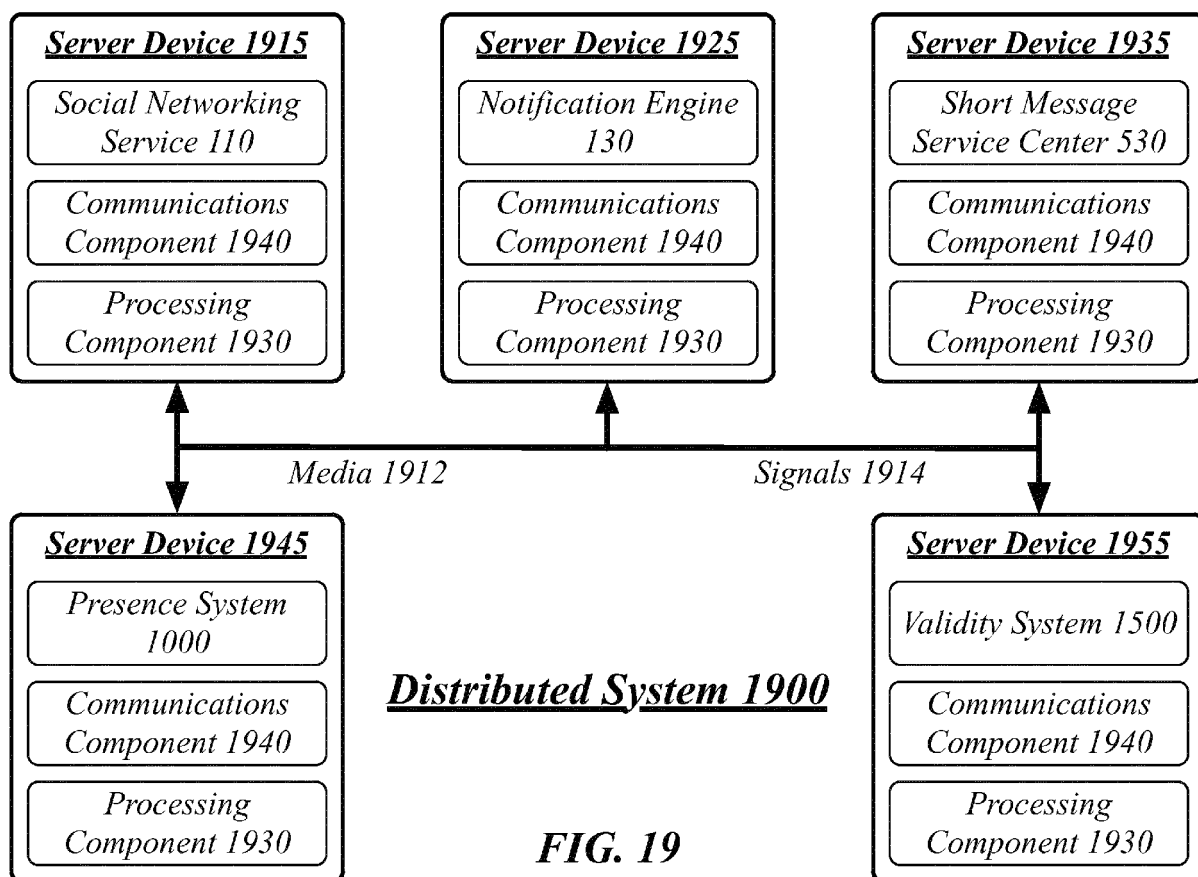 Server Device 1915
Social Networking
Service 110
Communications
Component 1940
Processing
Component 1930
Server Device 1925
Notification Engine
130
Communications
Component 1940
Processing
Component 1930
Server Device 1935
Short Message
Service Center 530
Communications
Component 1940
Processing
Component 1930
Media 1912
Signals 1914
Server Device 1945
Presence System
1000
Communications
Component 1940
Processing
Component 1930
Distributed System 1900
FIG. 19
Server Device 1955
Validity System 1500
Communications
Component 1940
Processing
Component 1930